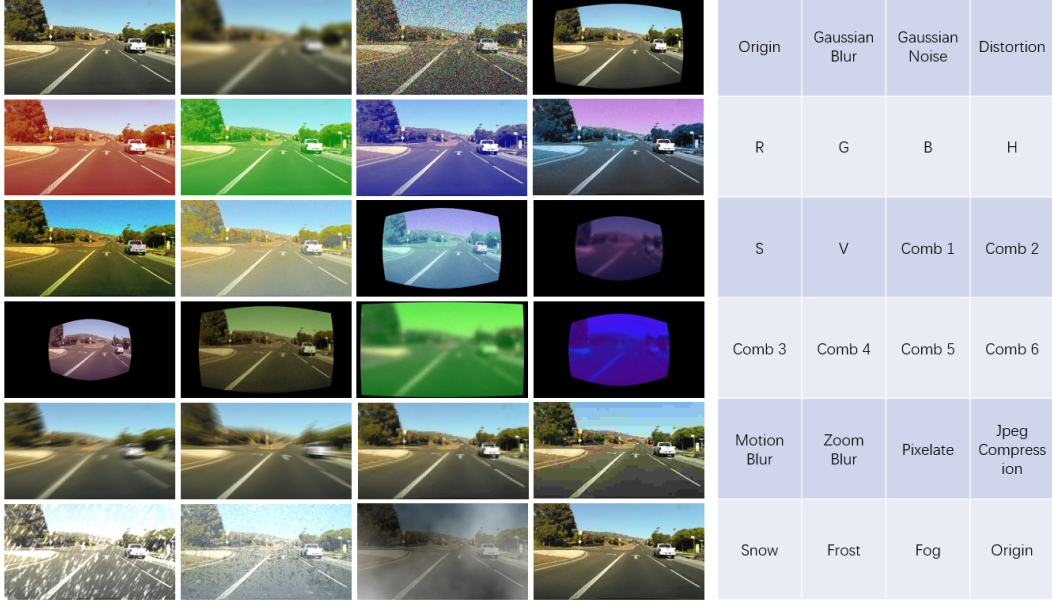 Origin
Gaussian
Blur
Gaussian
Noise
Distortion
R
G
B
H
S
V
Comb 1
Comb 2
Comb 3
Comb 4
Comb 5
Comb 6
Motion
Blur
Zoom
Blur
Pixelate
Jpeg
Compress
ion
Snow
Frost
Fog
Origin